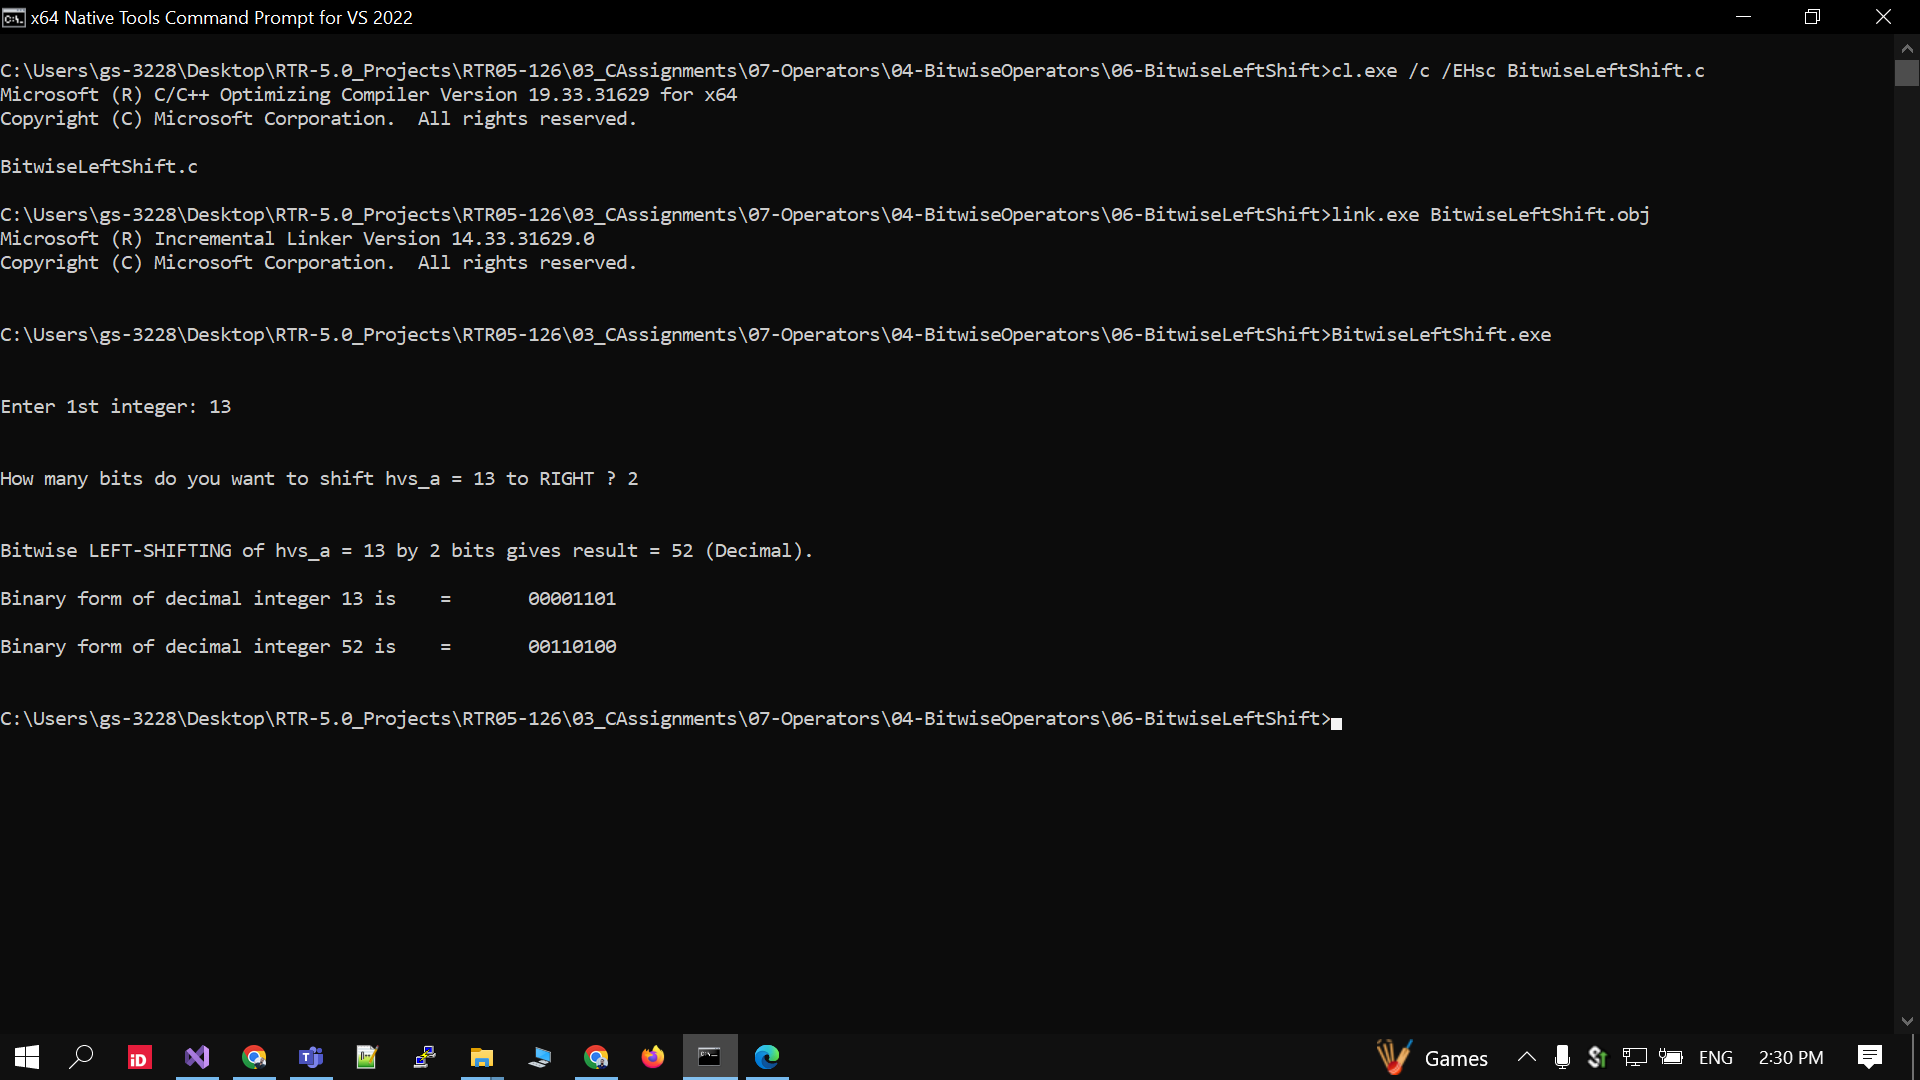 x64 Native Tools Command Prompt for VS 2022
C:\Users\gs-3228\Desktop\RTR-5.0_Projects\RTR05-126\03_CAssignments\07-Operators\04-BitwiseOperators\06-BitwiseLeftShift>cl.exe /c /EHsc BitwiseLeftShift.c
Microsoft (R) C/C++ Optimizing Compiler Version 19.33.31629 for x64
Copyright (C) Microsoft Corporation.  All rights reserved.
BitwiseLeftShift.c
C:\Users\gs-3228\Desktop\RTR-5.0_Projects\RTR05-126\03_CAssignments\07-Operators\04-BitwiseOperators\06-BitwiseLeftShift>link.exe BitwiseLeftShift.obj
Microsoft (R) Incremental Linker Version 14.33.31629.0
Copyright (C) Microsoft Corporation.  All rights reserved.
C:\Users\gs-3228\Desktop\RTR-5.0_Projects\RTR05-126\03_CAssignments\07-Operators\04-BitwiseOperators\06-BitwiseLeftShift>BitwiseLeftShift.exe
Enter 1st integer: 13
How many bits do you want to shift hvs_a = 13 to RIGHT ? 2
Bitwise LEFT-SHIFTING of hvs_a = 13 by 2 bits gives result = 52 (Decimal).
Binary form of decimal integer 13 is    =       00001101
Binary form of decimal integer 52 is    =       00110100
C:\Users\gs-3228\Desktop\RTR-5.0_Projects\RTR05-126\03_CAssignments\07-Operators\04-BitwiseOperators\06-BitwiseLeftShift>
iD
Games ENG 2:30 PM